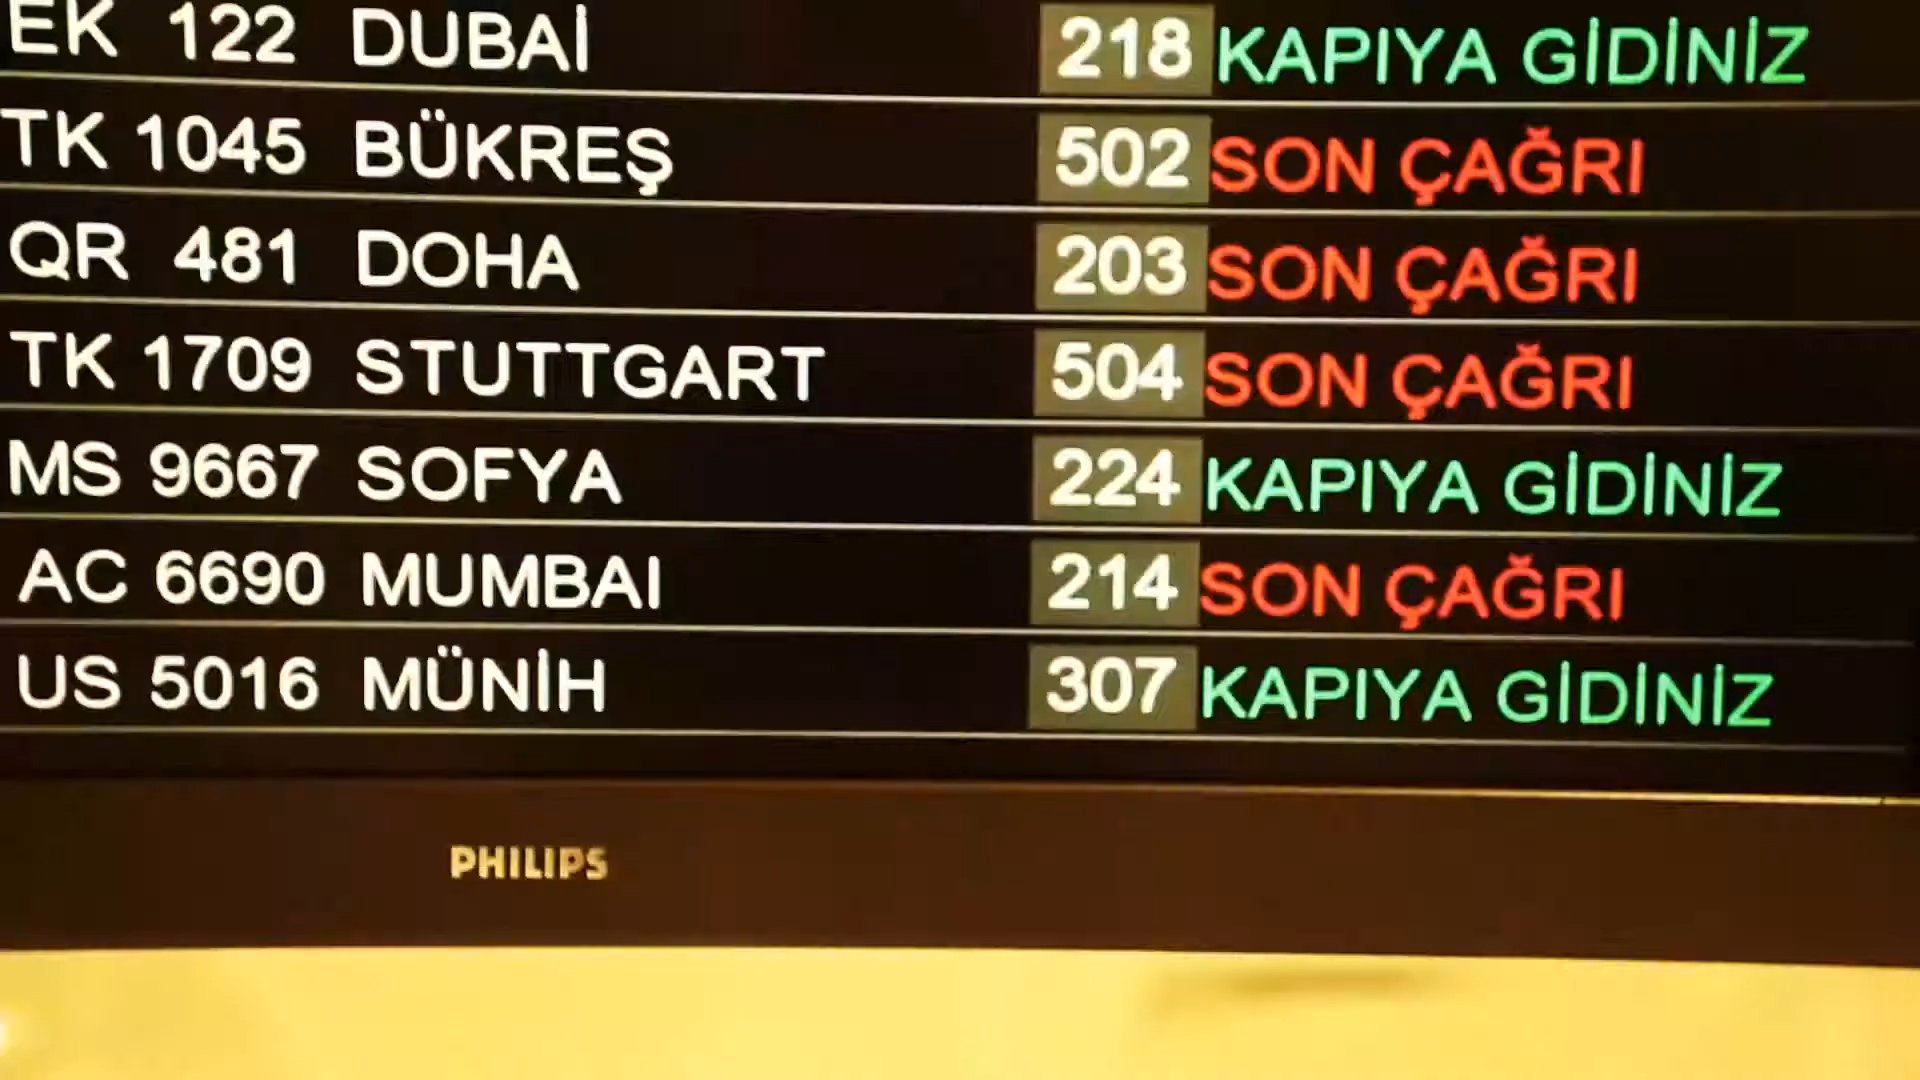 EK 122 DUBAİ 218 KAPIYA GİDİNİZ
TK 1045 BÜKREŞ 502 SON ÇAĞRI
QR 481 DOHA 203 SON ÇAĞRI
TK 1709 STUTTGART 504 SON ÇAĞRI
MS 9667 SOFYA 224 KAPIYA GİDİNİZ
AC 6690 MUMBAI 214 SON ÇAĞRI
US 5016 MÜNİH 307 KAPIYA GİDİNİZ
PHILIPS